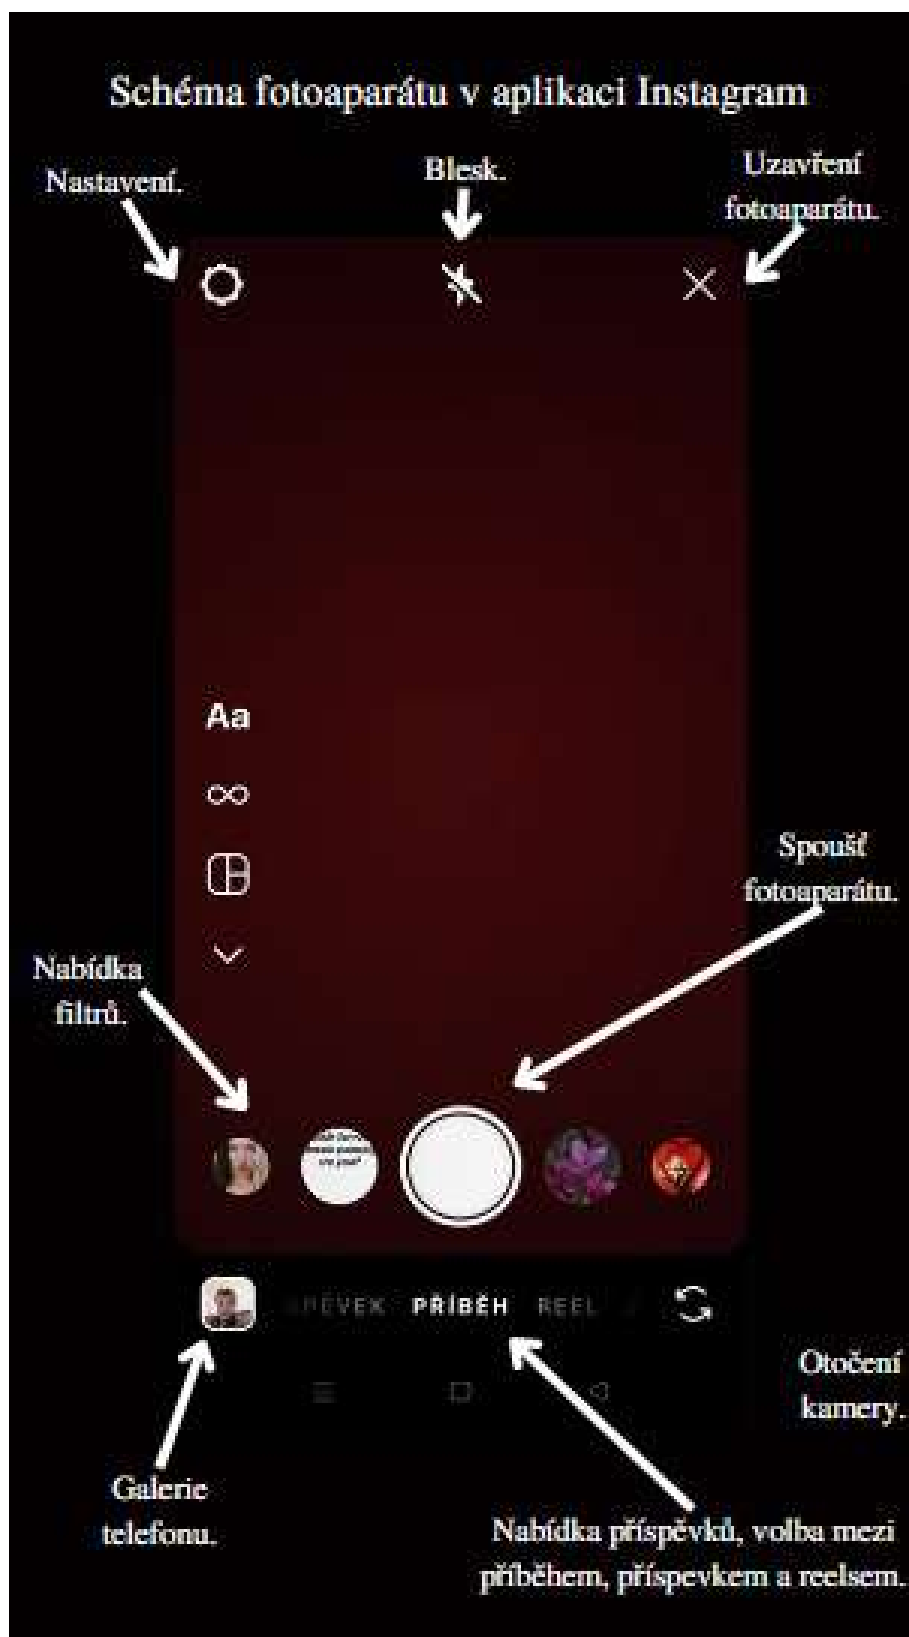 Schéma fotoaparátu v aplikaci Instagram
Nastavení.
Blesk.
Uzavření
fotoaparátu.
Aa
Spoušť
fotoaparátu.
Nabídka
filtrů.
PĚVEK PŘÍBĚH REEL
Otočení
kamery.
Galerie
telefonu.
Nabídka příspěvků, volba mezi
příběhem, příspevkem a reelsem.